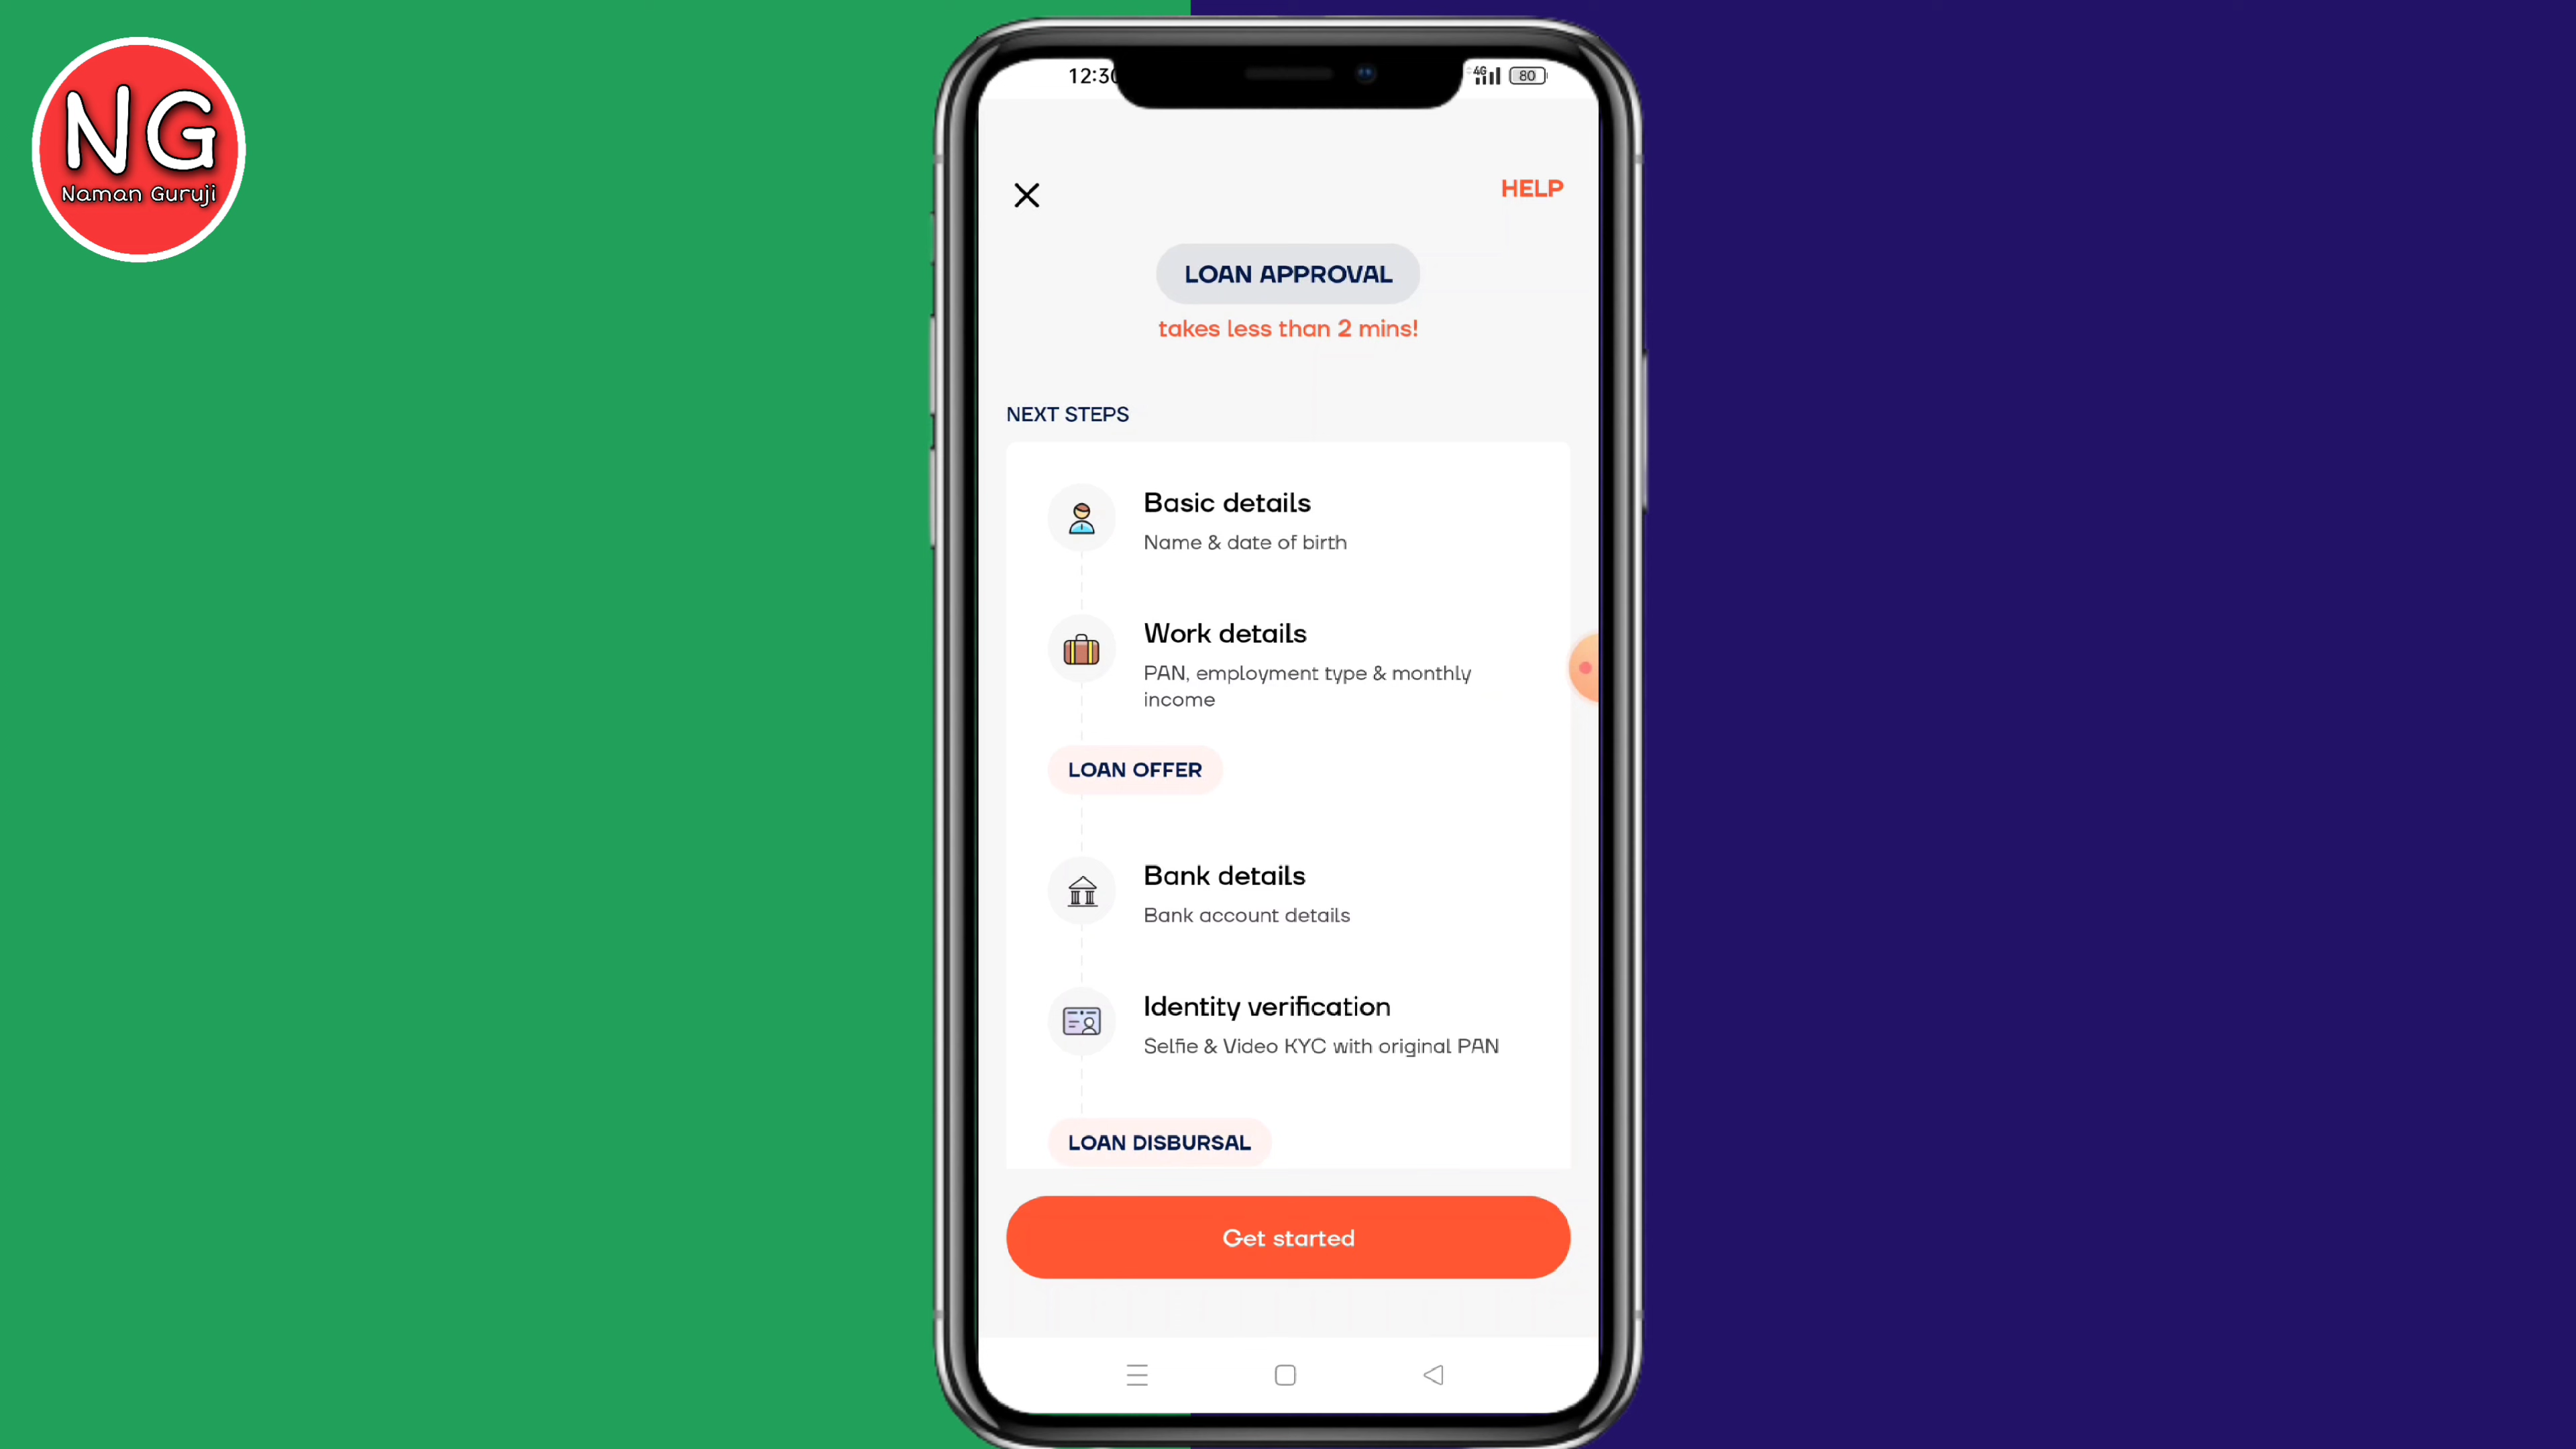 NG
Naman Guruji
12:30
4G
80
HELP
LOAN APPROVAL
takes less than 2 mins!
NEXT STEPS
Basic details
Name & date of birth
Work details
PAN, employment type & monthly
income
LOAN OFFER
Bank details
Bank account details
Identity verification
Selfie & Video KYC with original PAN
LOAN DISBURSAL
Get started